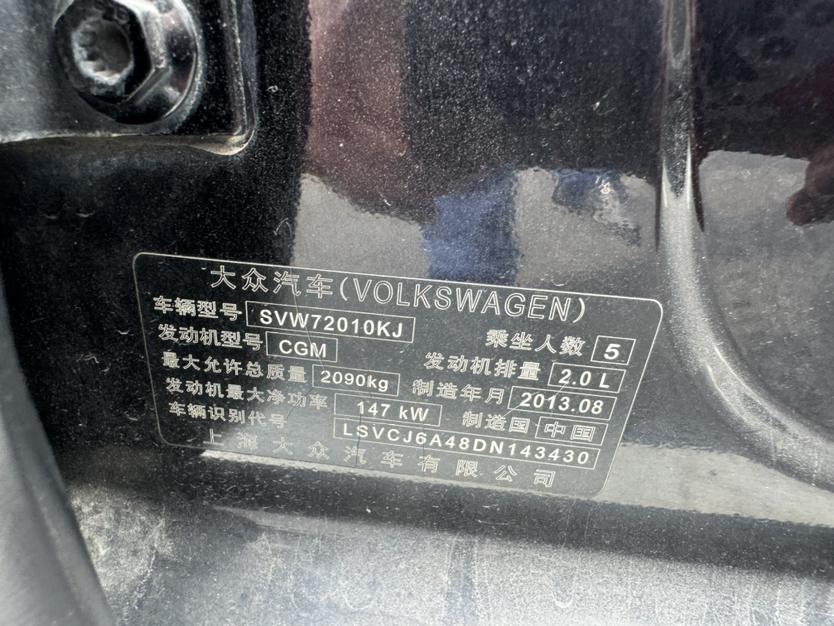 大众汽车(VOLKSWAGEN)
车辆型号 SVW72010KJ 乘坐人数 5
发动机型号 CGM 发动机排量 2.0 L
最大允许总质量 2090kg 制造年月 2013.08
发动机最大净功率 147 kW 制造国 中国
车辆识别代号 LSVCJ6A48DN143430
上海大众汽车有限公司